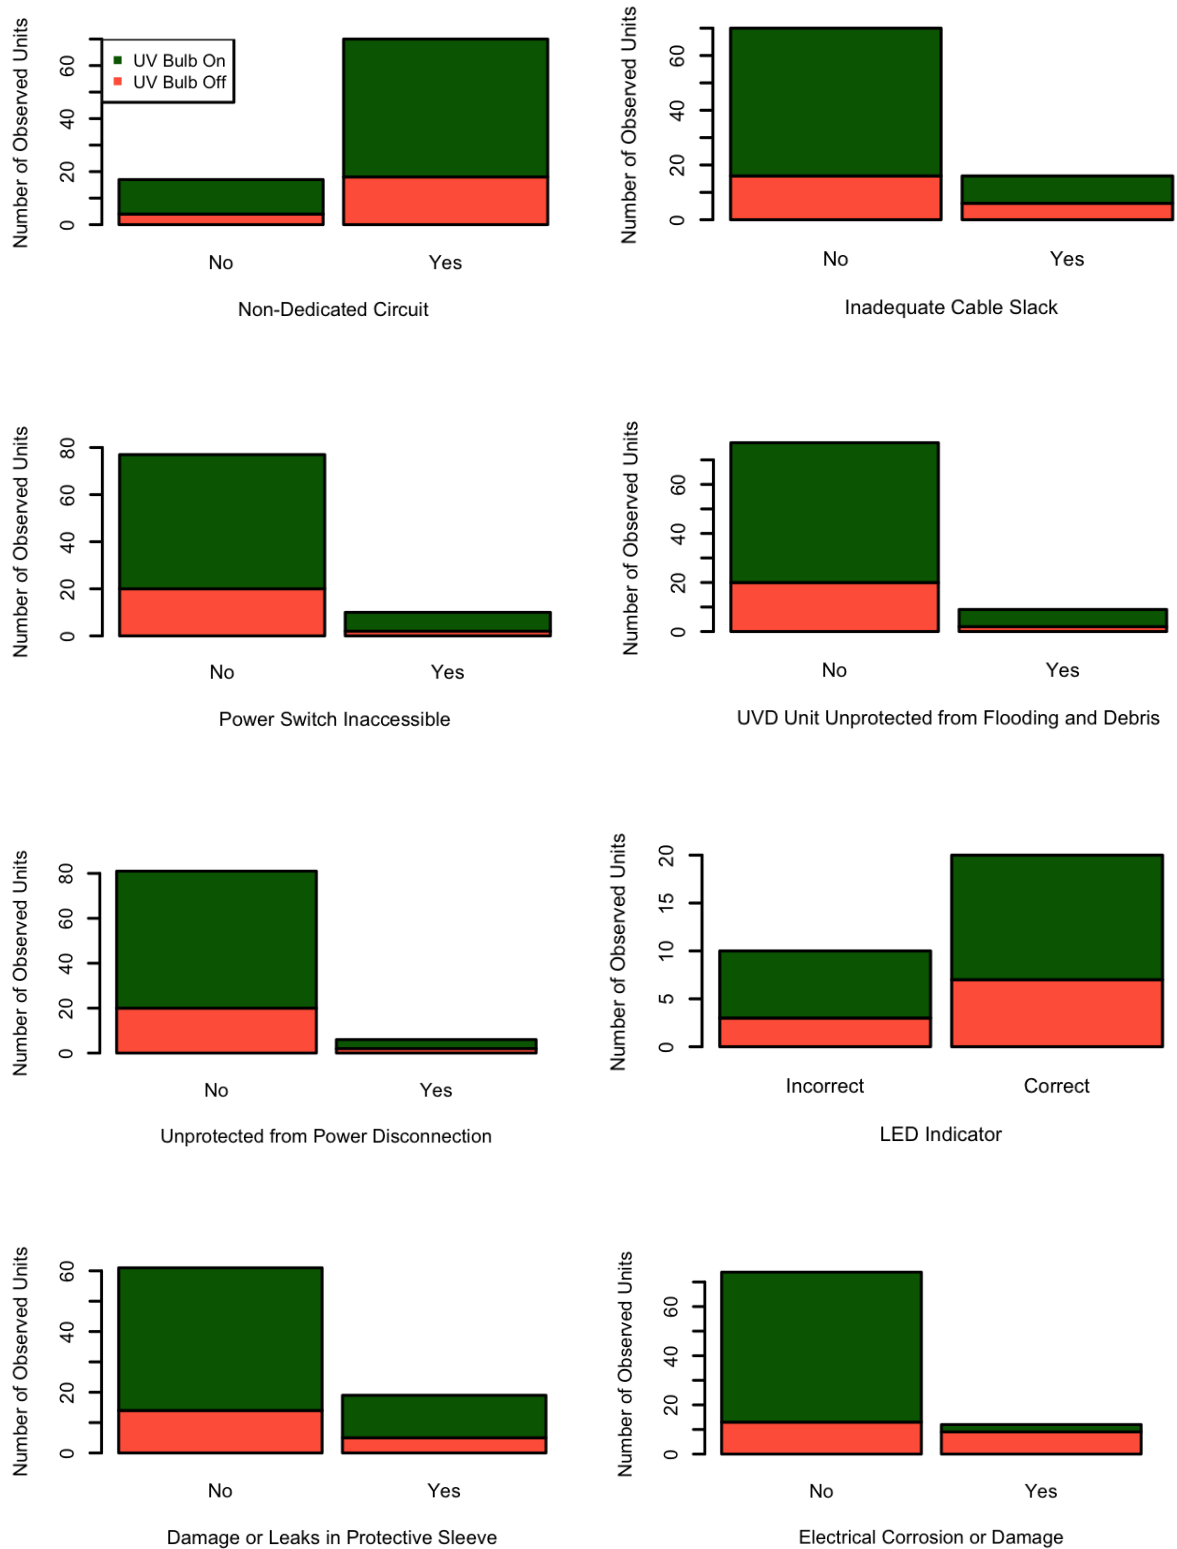 Number of Observed Units
0
20
40
60
UV Bulb On
UV Bulb Off
No
Yes
Non-Dedicated Circuit
Number of Observed Units
0
20
40
60
No
Yes
Inadequate Cable Slack
Number of Observed Units
0
20
40
60
80
No
Yes
Power Switch Inaccessible
Number of Observed Units
0
20
40
60
No
Yes
UVD Unit Unprotected from Flooding and Debris
Number of Observed Units
0
20
40
60
80
No
Yes
Unprotected from Power Disconnection
Number of Observed Units
0
5
10
15
20
Incorrect
Correct
LED Indicator
Number of Observed Units
0
20
40
60
No
Yes
Damage or Leaks in Protective Sleeve
Number of Observed Units
0
20
40
60
No
Yes
Electrical Corrosion or Damage